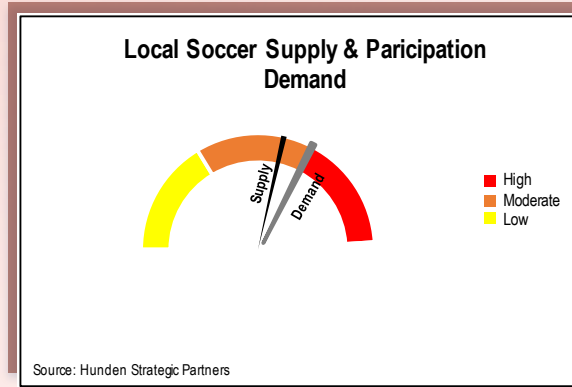 Local Soccer Supply & Paricipation
Demand
Supply
Demand
High
Moderate
Low
Source: Hunden Strategic Partners